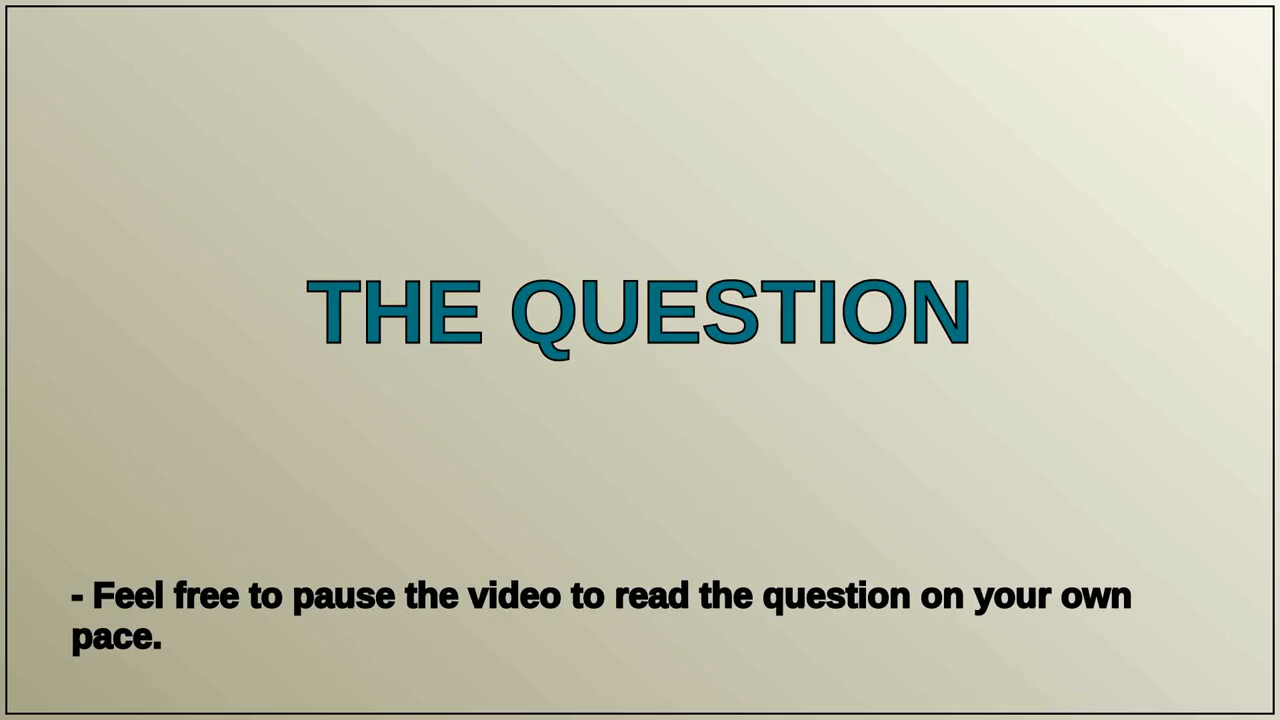 THE QUESTION
- Feel free to pause the video to read the question on your own
pace.